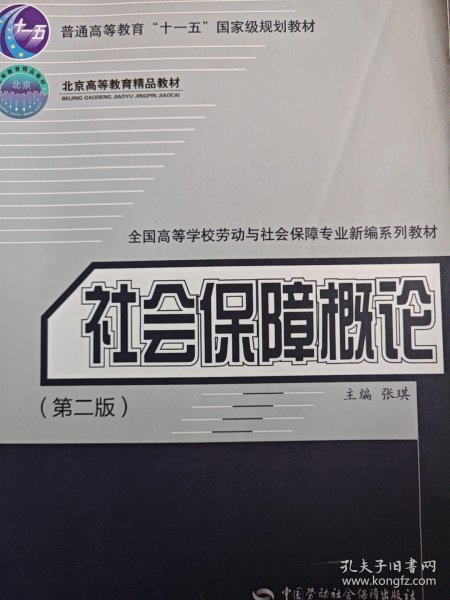 十一五
普通高等教育“十一五”国家级规划教材
北京
北京高等教育精品教材
BEIJING GAODENG JIAOYU JINGPIN JIAOCAI
全国高等学校劳动与社会保障专业新编系列教材
社会保障概论
（第二版）
主编 张琪
中国劳动社会保障出版社
孔夫子旧书网
www.kongfz.com